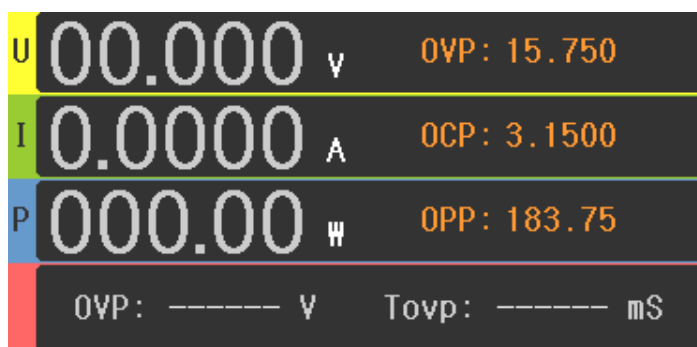 U 00.000 V OVP: 15.750
I 0.0000 A OCP: 3.1500
P 000.00 W OPP: 183.75
OVP: ------ V Tovp: ------ mS